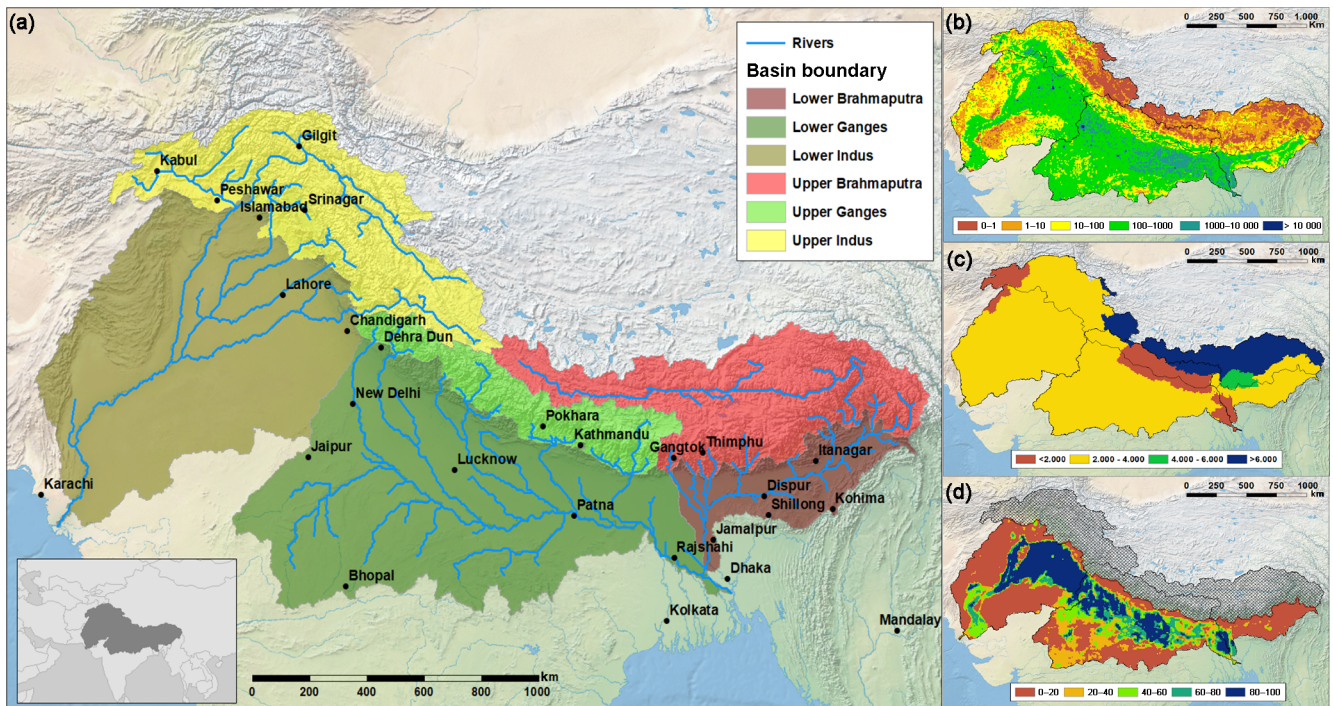 (a)
Rivers
Basin boundary
Lower Brahmaputra
Lower Ganges
Lower Indus
Upper Brahmaputra
Upper Ganges
Upper Indus
Gilgit
Kabul
Peshawar
Srinagar
Islamabad
Lahore
Chandigarh
Dehra Dun
New Delhi
Pokhara
Kathmandu
Gangtok
Thimphu
Itanagar
Jaipur
Lucknow
Karachi
Dispur
Shillong
Kohima
Patna
Jamalpur
Rajshahi
Dhaka
Bhopal
Kolkata
Mandalay
0 200 400 600 800 1000
km
(b)
0 250 500 750 1.000
Km
0–1 1–10 10–100 100–1000 1000–10 000 > 10 000
(c)
0 250 500 750 1000
km
<2.000 2.000 - 4.000 4.000 - 6.000 >6.000
(d)
0 250 500 750 1000
km
0–20 20–40 40–60 60–80 80–100